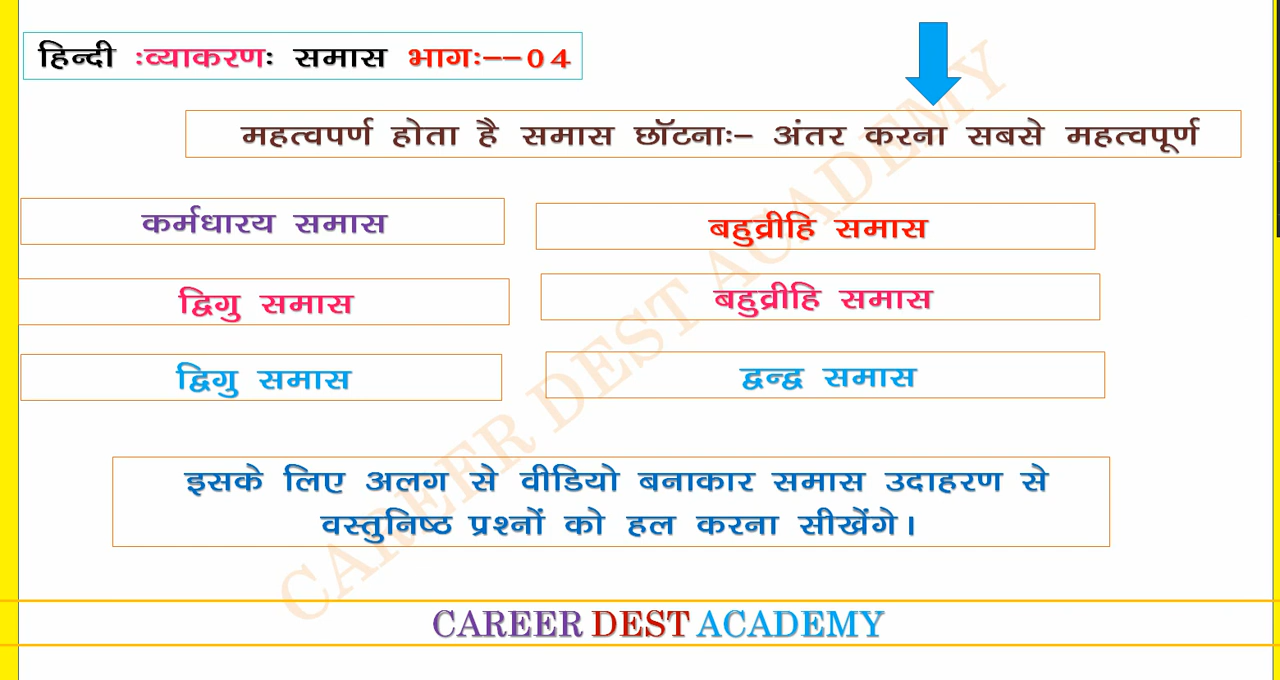 हिन्दी :व्याकरण: समास भाग:--04
महत्वपर्ण होता है समास छॉटना:- अंतर करना सबसे महत्वपूर्ण
कर्मधारय समास
बहुव्रीहि समास
द्विगु समास
बहुव्रीहि समास
द्विगु समास
द्वन्द्व समास
इसके लिए अलग से वीडियो बनाकार समास उदाहरण से
वस्तुनिष्ठ प्रश्नों को हल करना सीखेंगे।
CAREER DEST ACADEMY
CAREER DEST ACADEMY